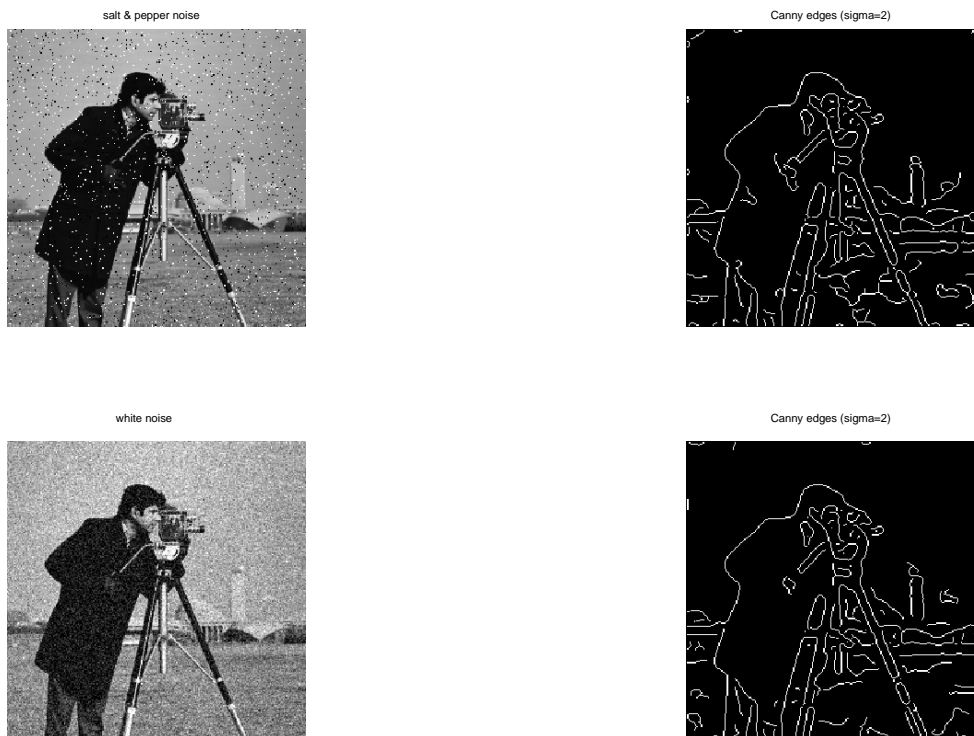 salt & pepper noise
Canny edges (sigma=2)
white noise
Canny edges (sigma=2)